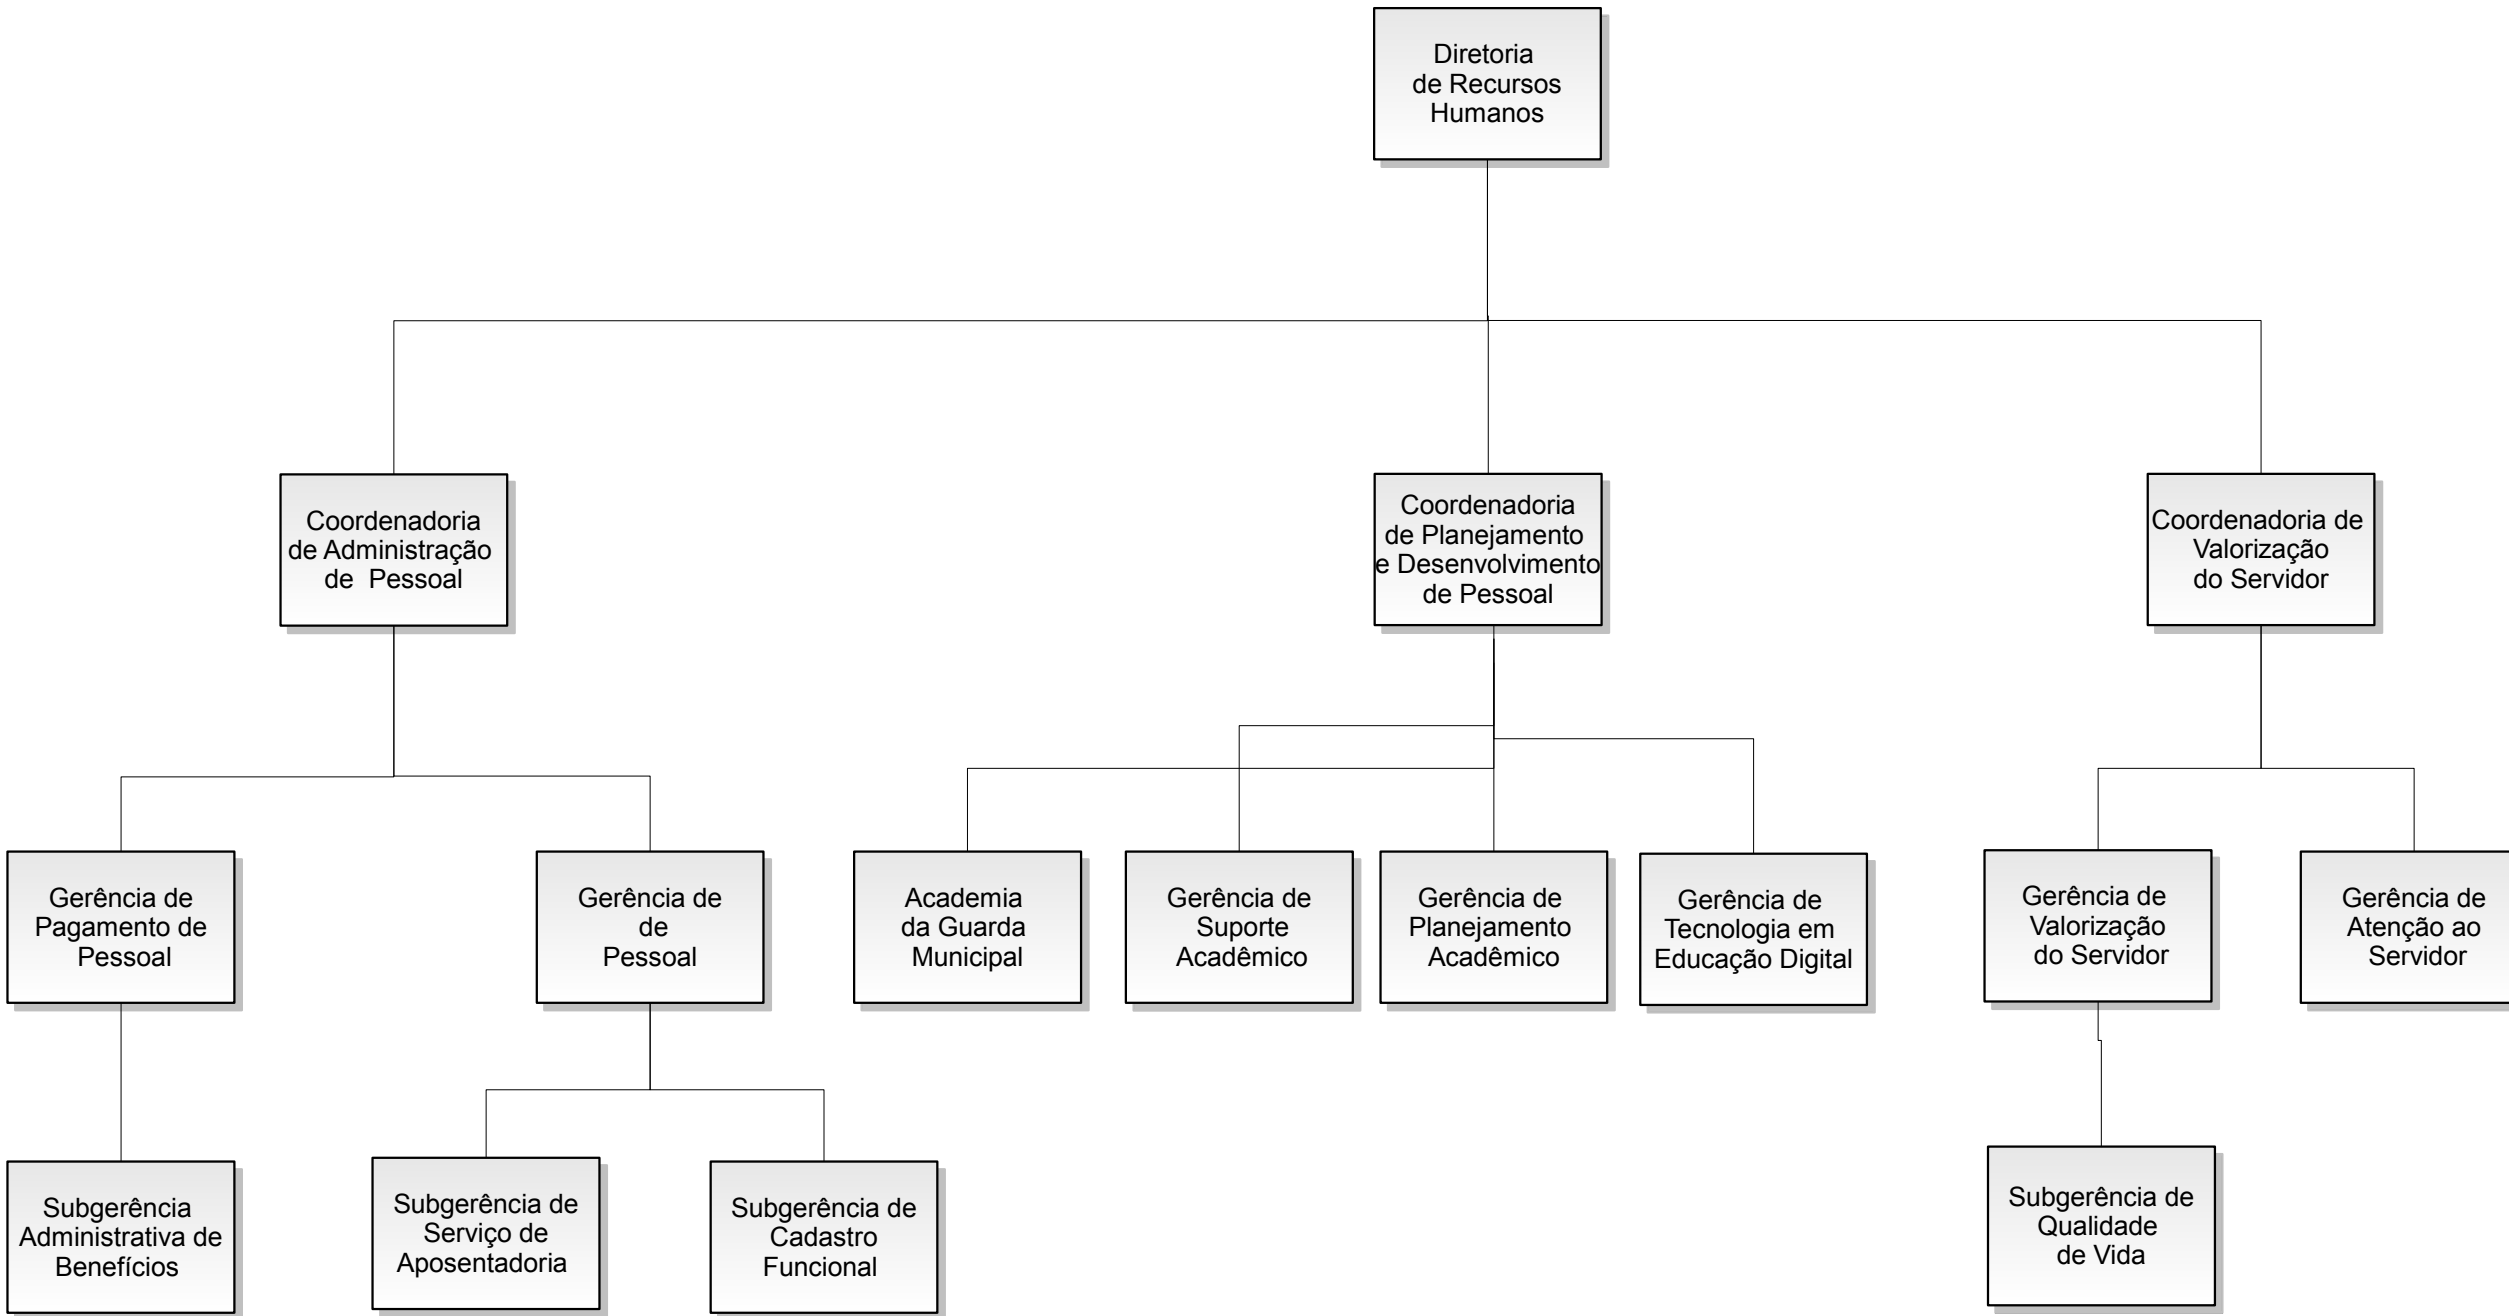 Diretoria
de Recursos
Humanos
Coordenadoria
de Administração
de  Pessoal
Coordenadoria
de Planejamento
e Desenvolvimento
de Pessoal
Coordenadoria de
Valorização
do Servidor
Gerência de
Pagamento de
Pessoal
Gerência de
de
Pessoal
Academia
da Guarda
Municipal
Gerência de
Suporte
Acadêmico
Gerência de
Planejamento
Acadêmico
Gerência de
Tecnologia em
Educação Digital
Gerência de
Valorização
do Servidor
Gerência de
Atenção ao
Servidor
Subgerência
Administrativa de
Benefícios
Subgerência de
Serviço de
Aposentadoria
Subgerência de
Cadastro
Funcional
Subgerência de
Qualidade
de Vida